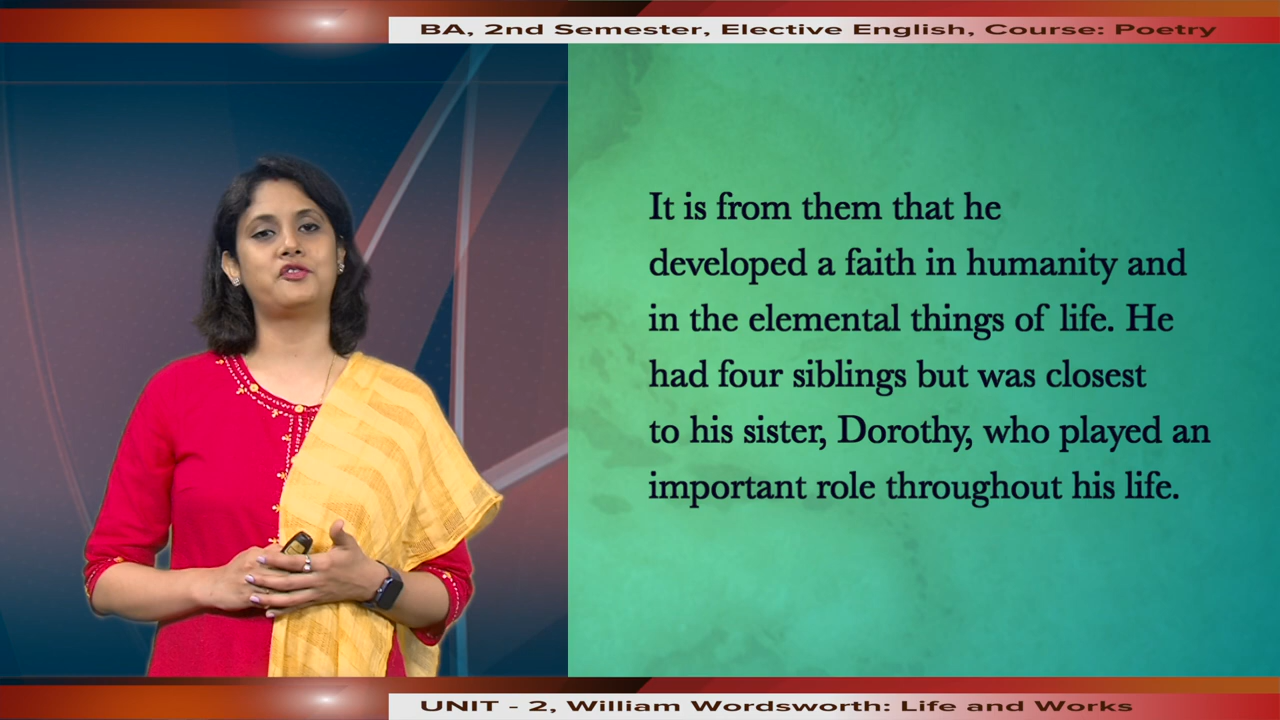 BA, 2nd Semester, Elective English, Course: Poetry
It is from them that he
developed a faith in humanity and
in the elemental things of life. He
had four siblings but was closest
to his sister, Dorothy, who played an
important role throughout his life.
UNIT - 2, William Wordsworth: Life and Works